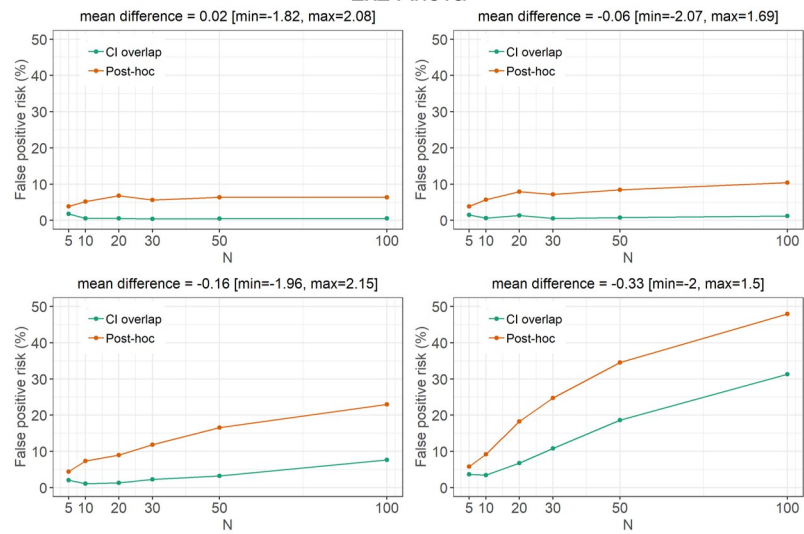 mean difference = 0.02 [min=-1.82, max=2.08]
False positive risk (%)
50
40
30
20
10
0
CI overlap
Post-hoc
5 10 20 30 50 100
N
mean difference = -0.06 [min=-2.07, max=1.69]
False positive risk (%)
50
40
30
20
10
0
CI overlap
Post-hoc
5 10 20 30 50 100
N
mean difference = -0.16 [min=-1.96, max=2.15]
False positive risk (%)
50
40
30
20
10
0
CI overlap
Post-hoc
5 10 20 30 50 100
N
mean difference = -0.33 [min=-2, max=1.5]
False positive risk (%)
50
40
30
20
10
0
CI overlap
Post-hoc
5 10 20 30 50 100
N